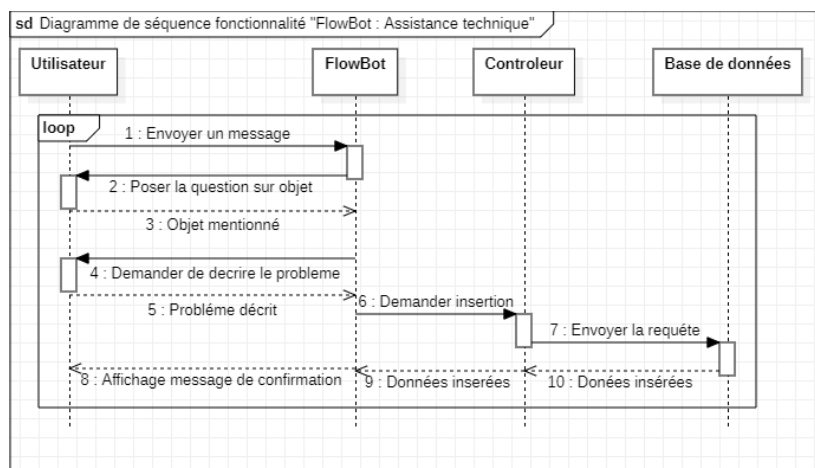 sd Diagramme de séquence fonctionnalité "FlowBot : Assistance technique"
Utilisateur
FlowBot
Controleur
Base de données
loop
1 : Envoyer un message
2 : Poser la question sur objet
3 : Objet mentionné
4 : Demander de decrire le probleme
5 : Probléme décrit
6 : Demander insertion
7 : Envoyer la requéte
8 : Affichage message de confirmation
9 : Données inserées
10 : Donées insérées